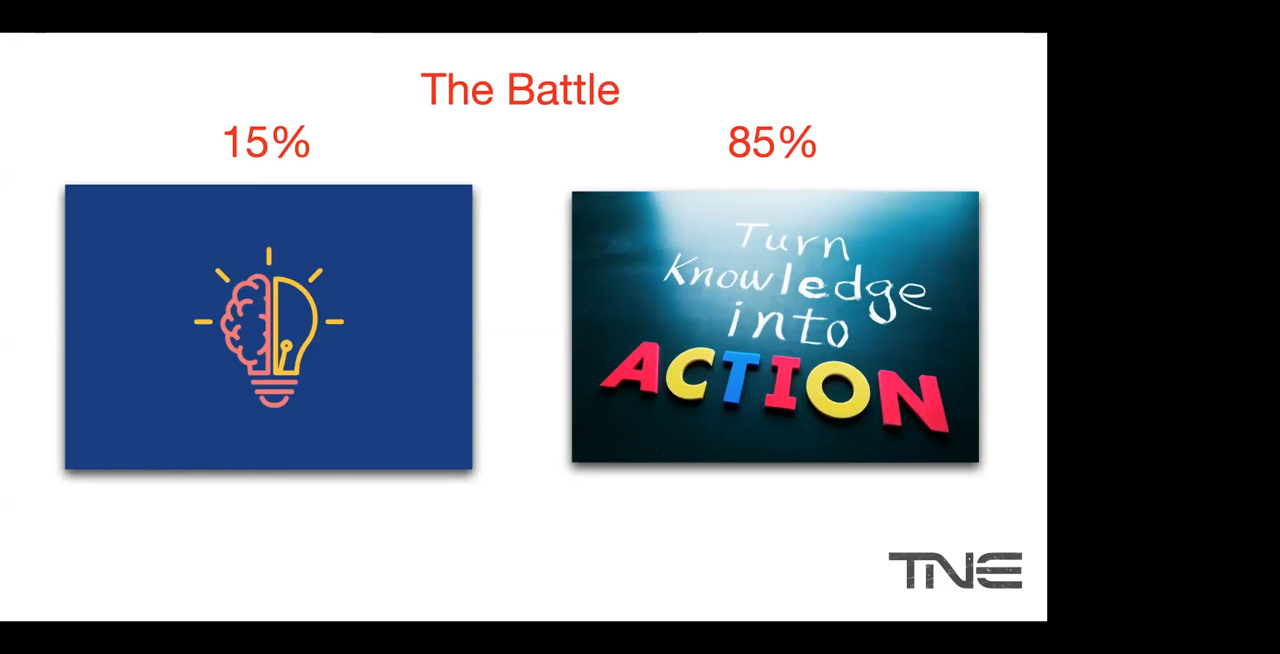 The Battle
15%
85%
Turn
Knowledge
into
ACTION
TNE